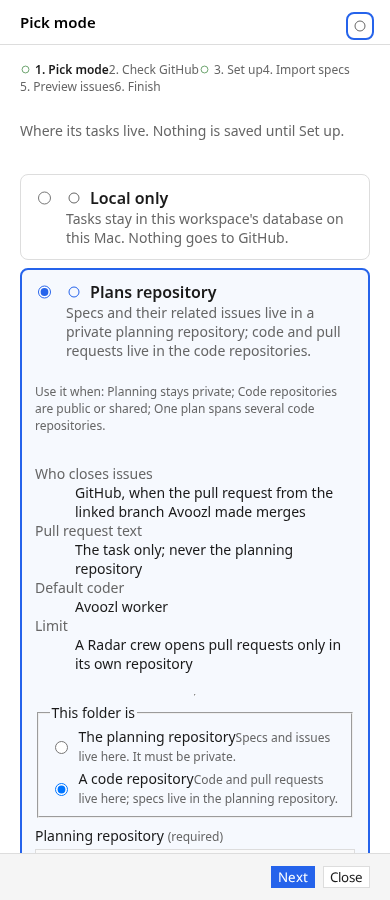 Pick mode
1. Pick mode2. Check GitHub 3. Set up4. Import specs
5. Preview issues6. Finish
Where its tasks live. Nothing is saved until Set up.
Local only
Tasks stay in this workspace's database on
this Mac. Nothing goes to GitHub.
Plans repository
Specs and their related issues live in a
private planning repository; code and pull
requests live in the code repositories.
Use it when: Planning stays private; Code repositories
are public or shared; One plan spans several code
repositories.
Who closes issues
GitHub, when the pull request from the
linked branch Avoozl made merges
Pull request text
The task only; never the planning
repository
Default coder
Avoozl worker
Limit
A Radar crew opens pull requests only in
its own repository
This folder is
The planning repositorySpecs and issues
live here. It must be private.
A code repositoryCode and pull requests
live here; specs live in the planning repository.
Planning repository (required)
Next Close